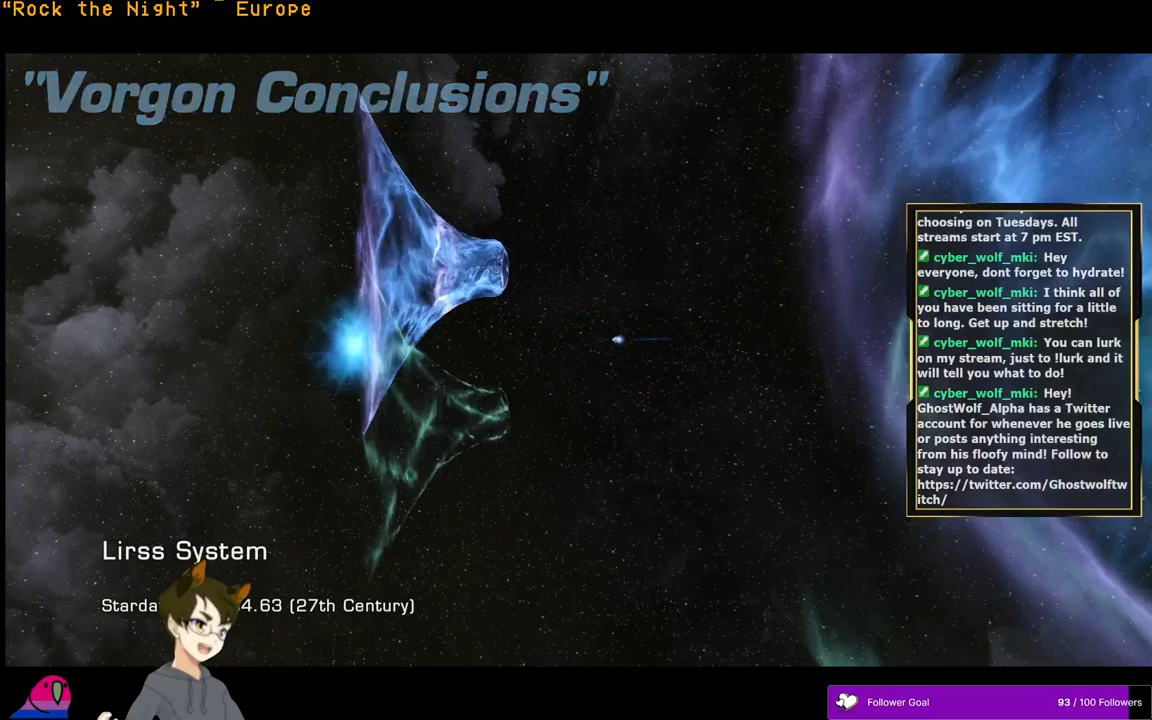 “Rock the Night” - Europe
"Vorgon Conclusions"
choosing on Tuesdays. All
streams start at 7 pm EST.
cyber_wolf_mki: Hey
everyone, dont forget to hydrate!
cyber_wolf_mki: I think all of
you have been sitting for a little
to long. Get up and stretch!
cyber_wolf_mki: You can lurk
on my stream, just to !lurk and it
will tell you what to do!
cyber_wolf_mki: Hey!
GhostWolf_Alpha has a Twitter
account for whenever he goes live
or posts anything interesting
from his floofy mind! Follow to
stay up to date:
https://twitter.com/Ghostwolftw
itch/
Lirss System
4.63 (27th Century)
Follower Goal
93 / 100 Followers